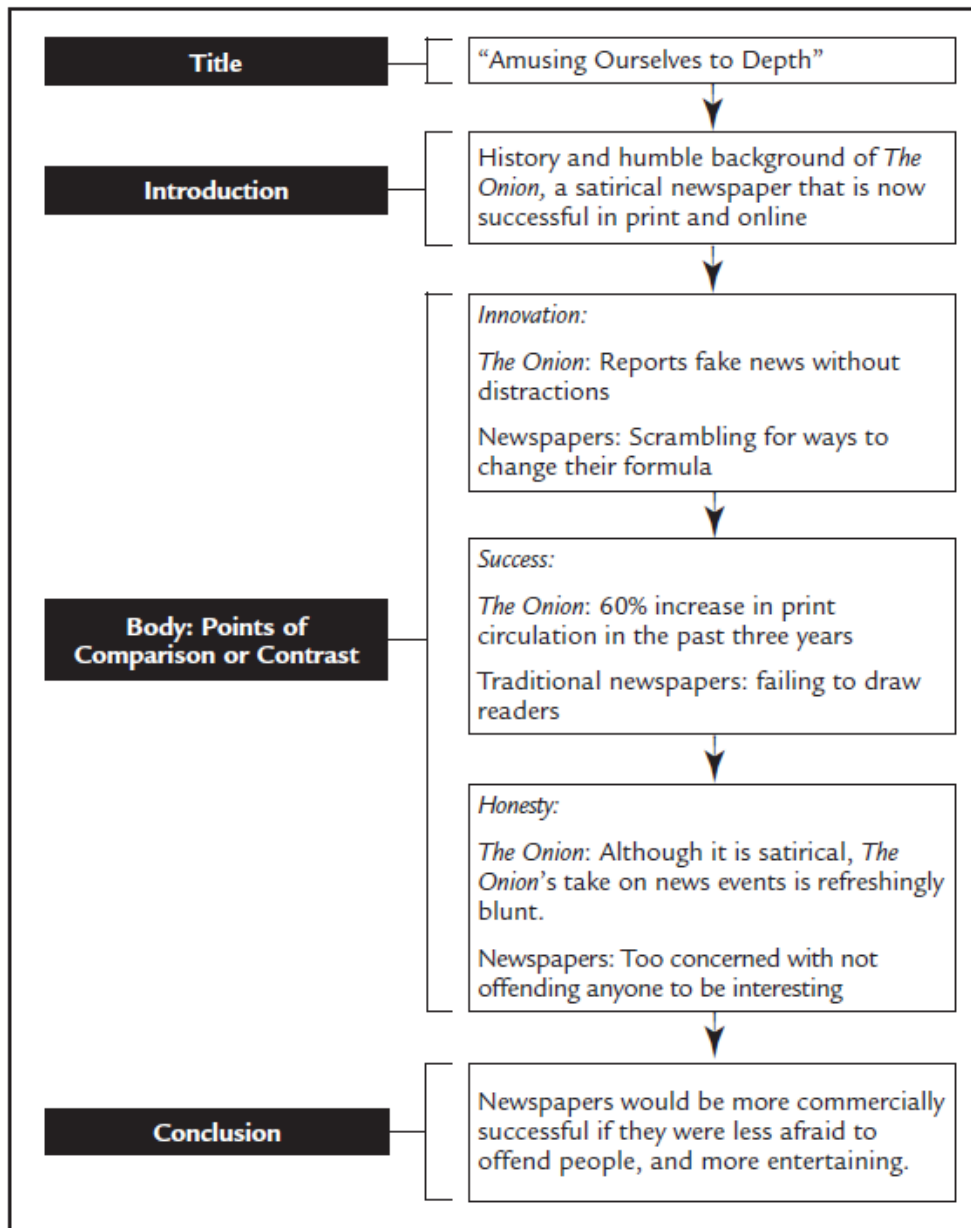 Title
“Amusing Ourselves to Depth”
Introduction
History and humble background of The
Onion, a satirical newspaper that is now
successful in print and online
Body: Points of
Comparison or Contrast
Innovation:
The Onion: Reports fake news without
distractions
Newspapers: Scrambling for ways to
change their formula
Success:
The Onion: 60% increase in print
circulation in the past three years
Traditional newspapers: failing to draw
readers
Honesty:
The Onion: Although it is satirical, The
Onion’s take on news events is refreshingly
blunt.
Newspapers: Too concerned with not
offending anyone to be interesting
Conclusion
Newspapers would be more commercially
successful if they were less afraid to
offend people, and more entertaining.